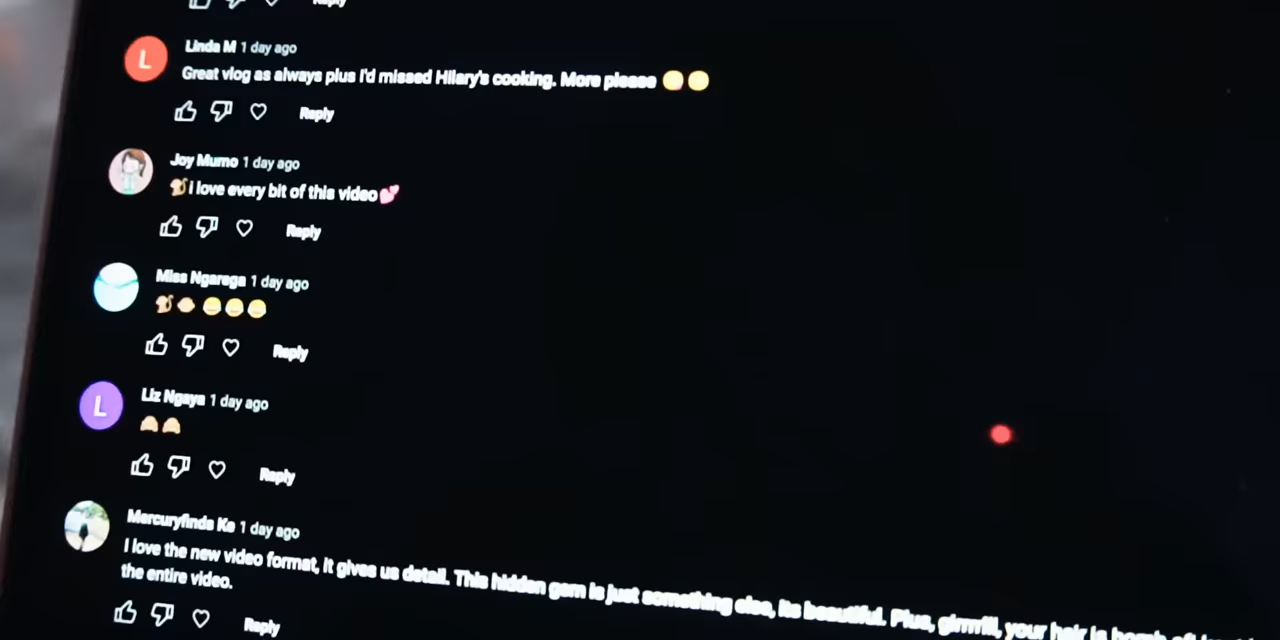 Reply
Linda M 1 day ago
Great vlog as always plus I'd missed Hilary's cooking. More please
Reply
L
Joy Mumo 1 day ago
I love every bit of this video💕
Reply
Miss Ngarega 1 day ago
Reply
L
Liz Ngaya 1 day ago
Reply
Mercuryfinds Ke 1 day ago
I love the new video format, it gives us detail. This hidden gem is just something else, its beautiful. Plus, girrrrlll, your hair is bomb
the entire video.
Reply